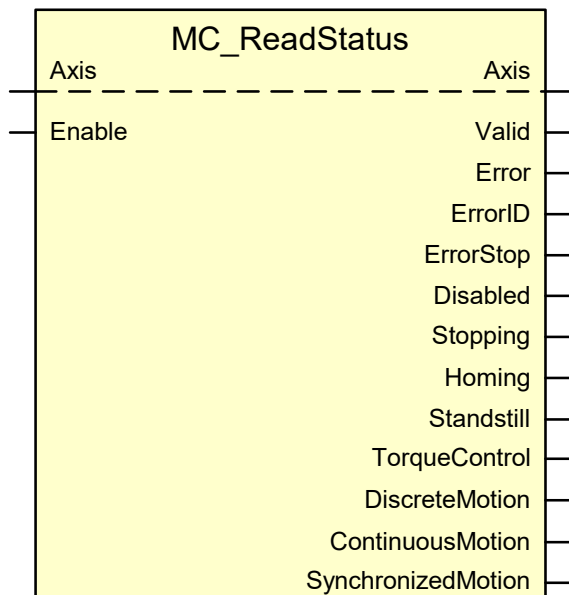 MC_ReadStatus
Axis Axis
Enable Valid
Error
ErrorID
ErrorStop
Disabled
Stopping
Homing
Standstill
TorqueControl
DiscreteMotion
ContinuousMotion
SynchronizedMotion